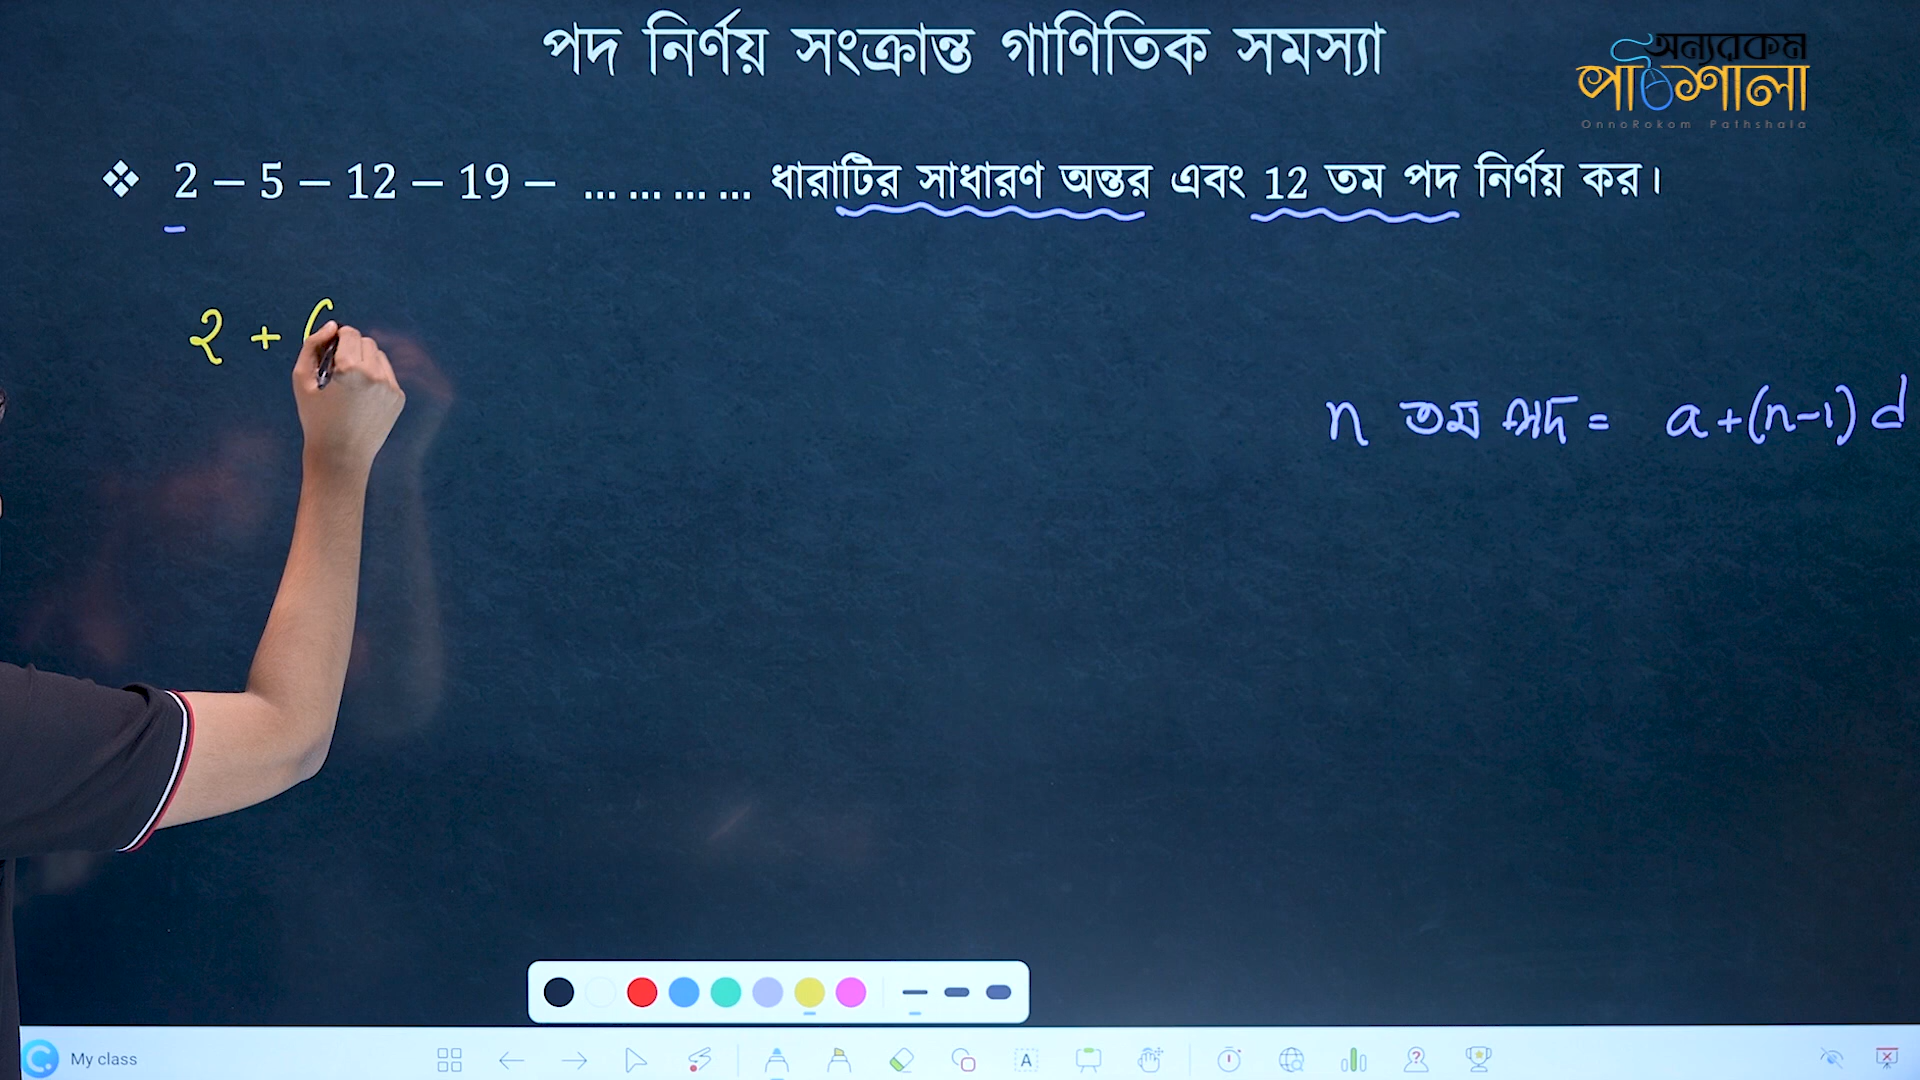 পদ নির্ণয় সংক্রান্ত গাণিতিক সমস্যা
অন্যরকম
পাঠশালা
OnnoRokom Pathshala
❖ 2 – 5 – 12 – 19 – ... ... ... ... ধারাটির সাধারণ অন্তর এবং 12 তম পদ নির্ণয় কর।
২ + (
n তম পদ = a+(n-1) d
My class